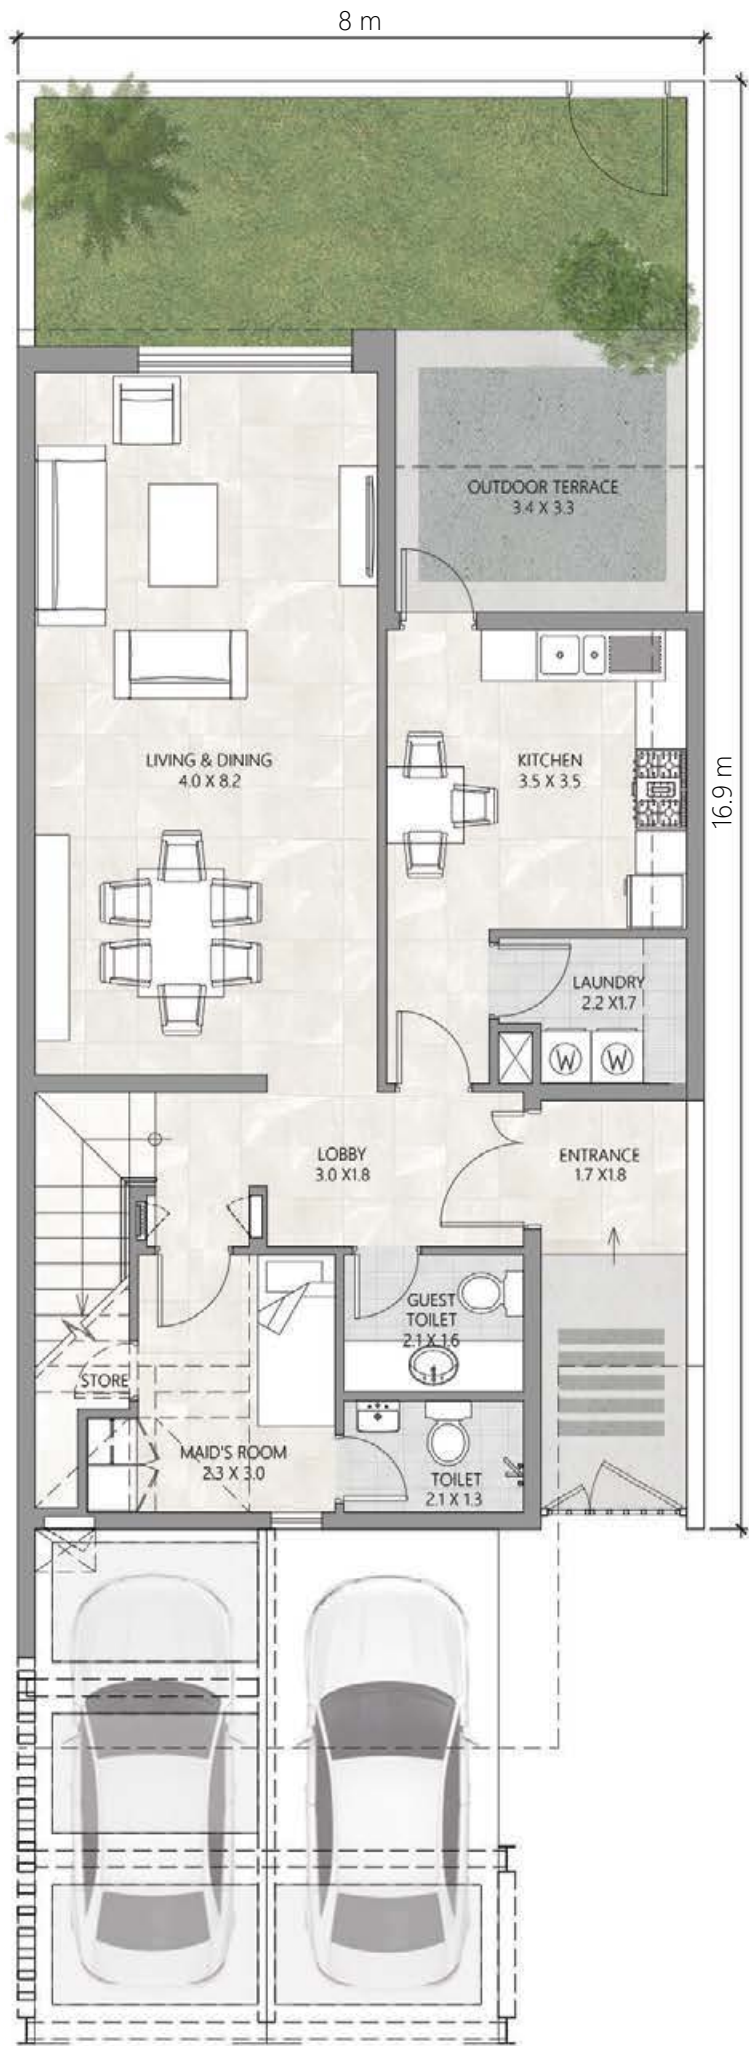 8 m
OUTDOOR TERRACE
3.4 X 3.3
LIVING & DINING
4.0 X 8.2
KITCHEN
3.5 X 3.5
16.9 m
LAUNDRY
2.2 X1.7
W
W
LOBBY
3.0 X1.8
ENTRANCE
1.7 X1.8
GUEST
TOILET
2.1 X 1.6
STORE
MAID'S ROOM
2.3 X 3.0
TOILET
2.1 X 1.3